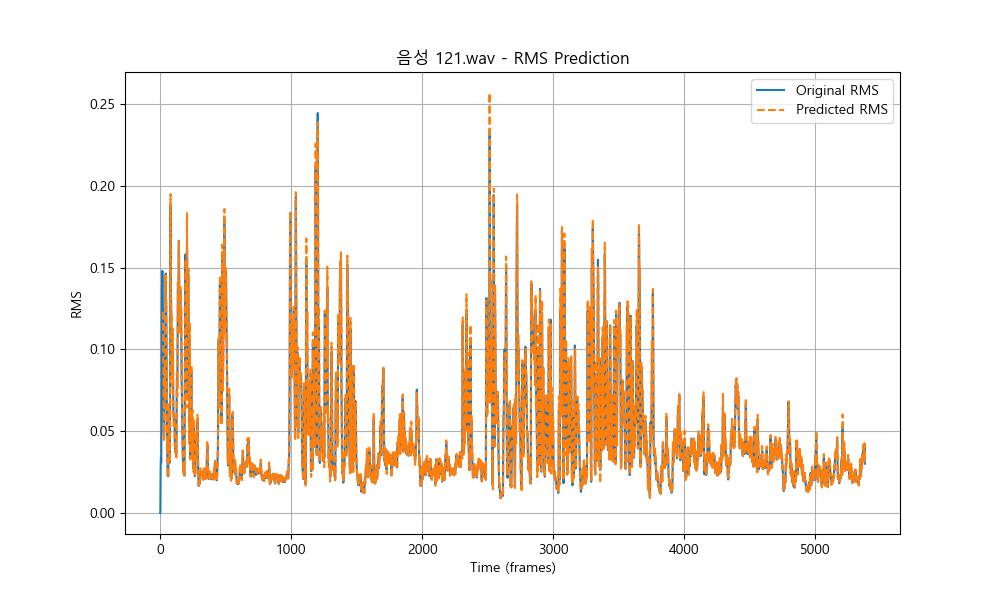 음성 121.wav - RMS Prediction
Original RMS
Predicted RMS
RMS
0.25
0.20
0.15
0.10
0.05
0.00
0 1000 2000 3000 4000 5000
Time (frames)